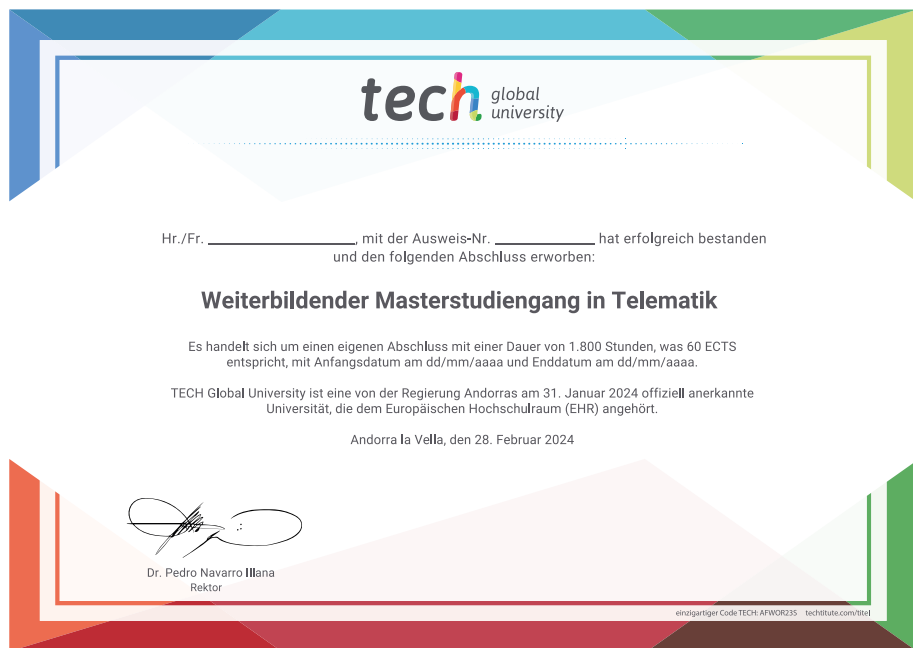 tech global university
Hr./Fr. ____________________, mit der Ausweis-Nr. ______________ hat erfolgreich bestanden
und den folgenden Abschluss erworben:
Weiterbildender Masterstudiengang in Telematik
Es handelt sich um einen eigenen Abschluss mit einer Dauer von 1.800 Stunden, was 60 ECTS
entspricht, mit Anfangsdatum am dd/mm/aaaa und Enddatum am dd/mm/aaaa.
TECH Global University ist eine von der Regierung Andorras am 31. Januar 2024 offiziell anerkannte
Universität, die dem Europäischen Hochschulraum (EHR) angehört.
Andorra la Vella, den 28. Februar 2024
Dr. Pedro Navarro Illana
Rektor
einzigartiger Code TECH: AFWOR23S techtitute.com/titel